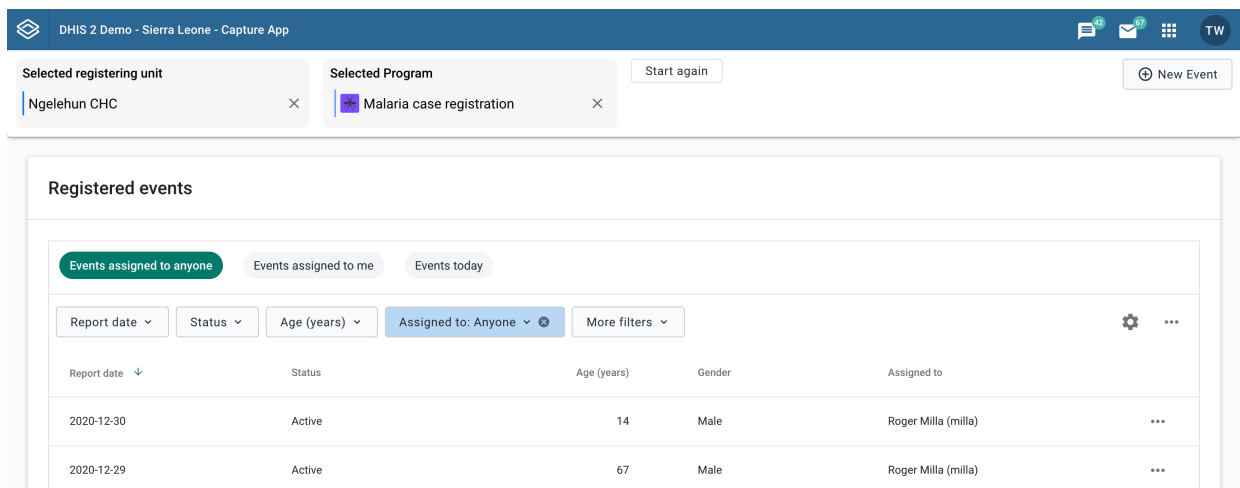 DHIS 2 Demo - Sierra Leone - Capture App
42
67
TW
Selected registering unit
Selected Program
Start again
New Event
Ngelehun CHC
Malaria case registration
Registered events
Events assigned to anyone
Events assigned to me
Events today
Report date
Status
Age (years)
Assigned to: Anyone
More filters
Report date Status Age (years) Gender Assigned to
2020-12-30 Active 14 Male Roger Milla (milla)
2020-12-29 Active 67 Male Roger Milla (milla)